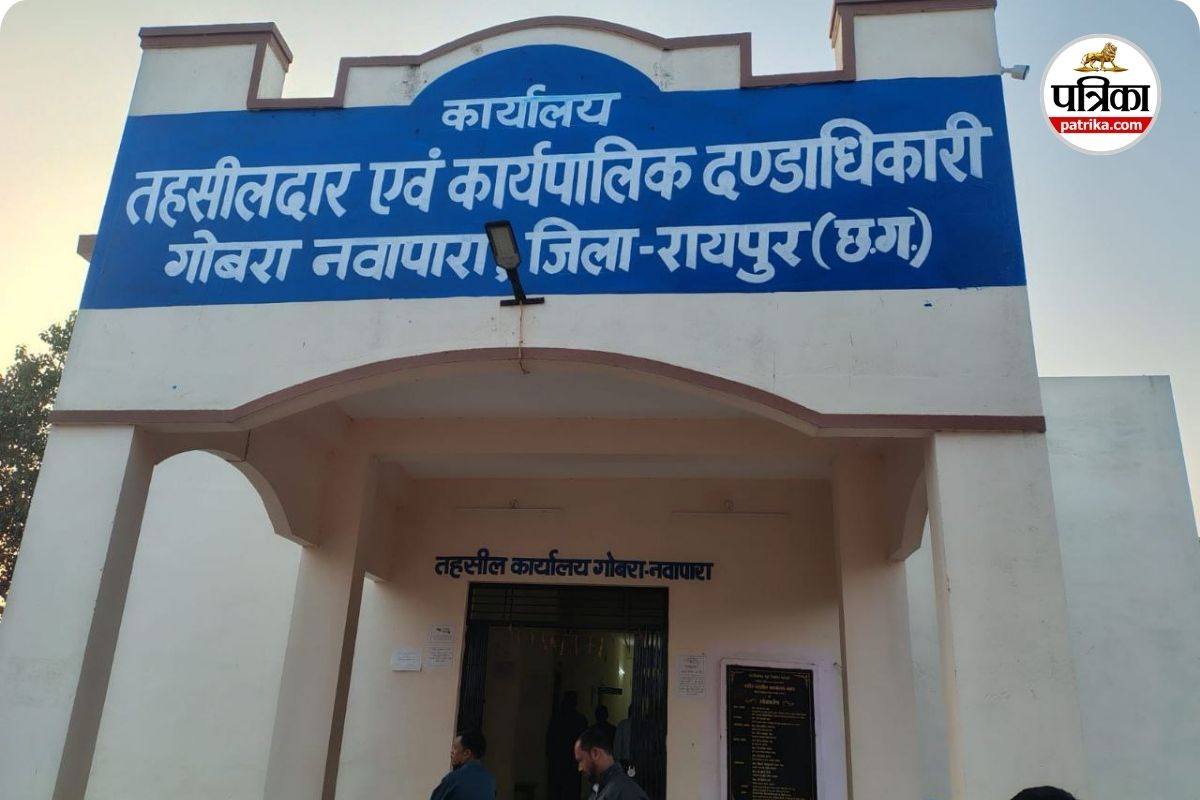 कार्यालय
तहसीलदार एवं कार्यपालिक दण्डाधिकारी
गोबरा नवापारा, जिला-रायपुर (छ.ग.)
पत्रिका
patrika.com
तहसील कार्यालय गोबरा-नवापारा